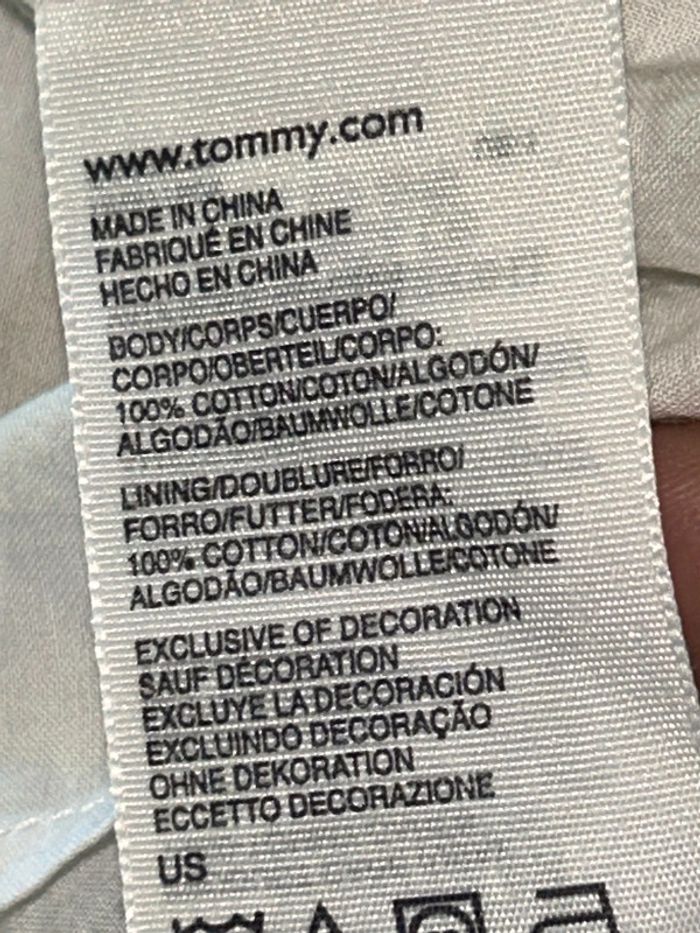 www.tommy.com
MADE IN CHINA
FABRIQUÉ EN CHINE
HECHO EN CHINA
BODY/CORPS/CUERPO/
CORPO/OBERTEIL/CORPO:
100% COTTON/COTON/ALGODÓN/
ALGODÃO/BAUMWOLLE/COTONE
LINING/DOUBLURE/FORRO/
FORRO/FUTTER/FODERA:
100% COTTON/COTON/ALGODÓN/
ALGODÃO/BAUMWOLLE/COTONE
EXCLUSIVE OF DECORATION
SAUF DÉCORATION
EXCLUYE LA DECORACIÓN
EXCLUINDO DECORAÇÃO
OHNE DEKORATION
ECCETTO DECORAZIONE
US